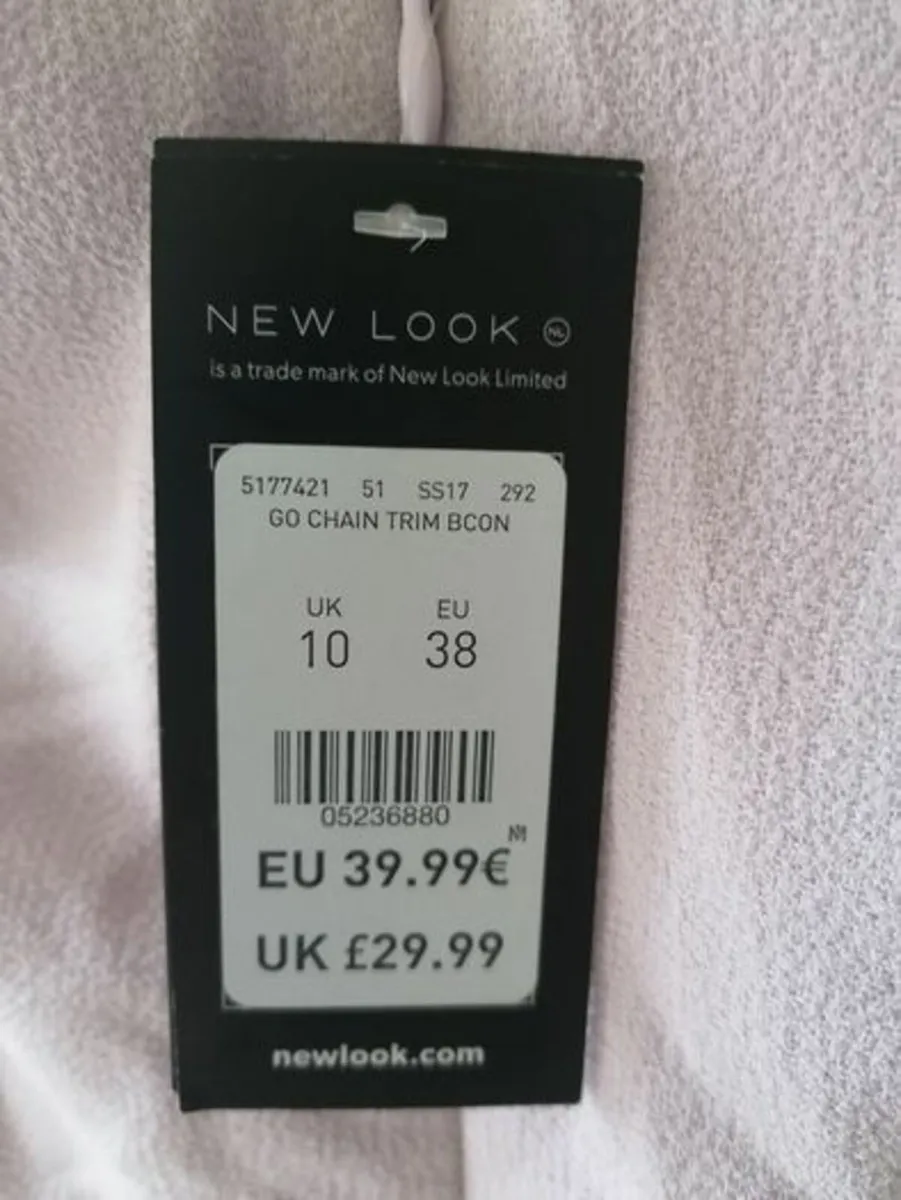 NEW LOOK NL
is a trade mark of New Look Limited
5177421 51 SS17 292
GO CHAIN TRIM BCON
UK EU
10 38
05236880
EU 39.99€
UK £29.99
newlook.com